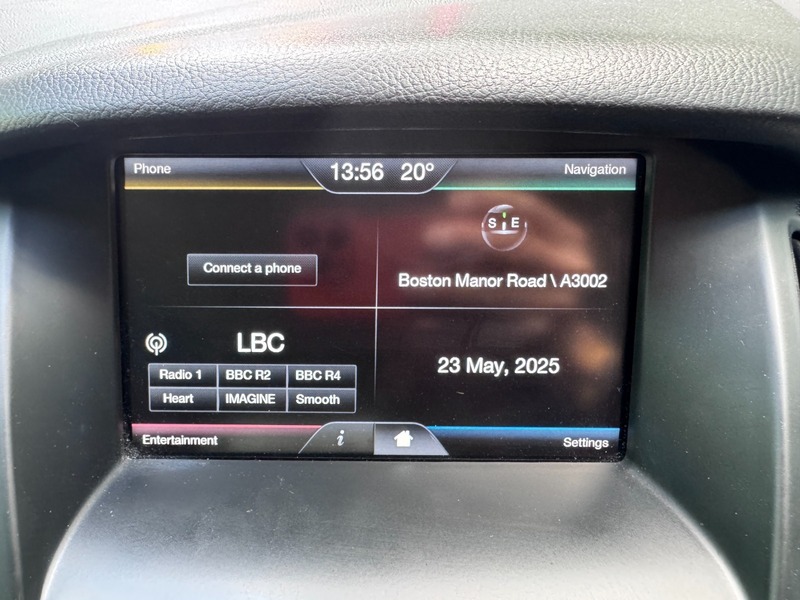 Phone 13:56 20° Navigation
S E
Connect a phone
Boston Manor Road \ A3002
LBC
Radio 1 BBC R2 BBC R4
Heart IMAGINE Smooth
23 May, 2025
Entertainment i Settings